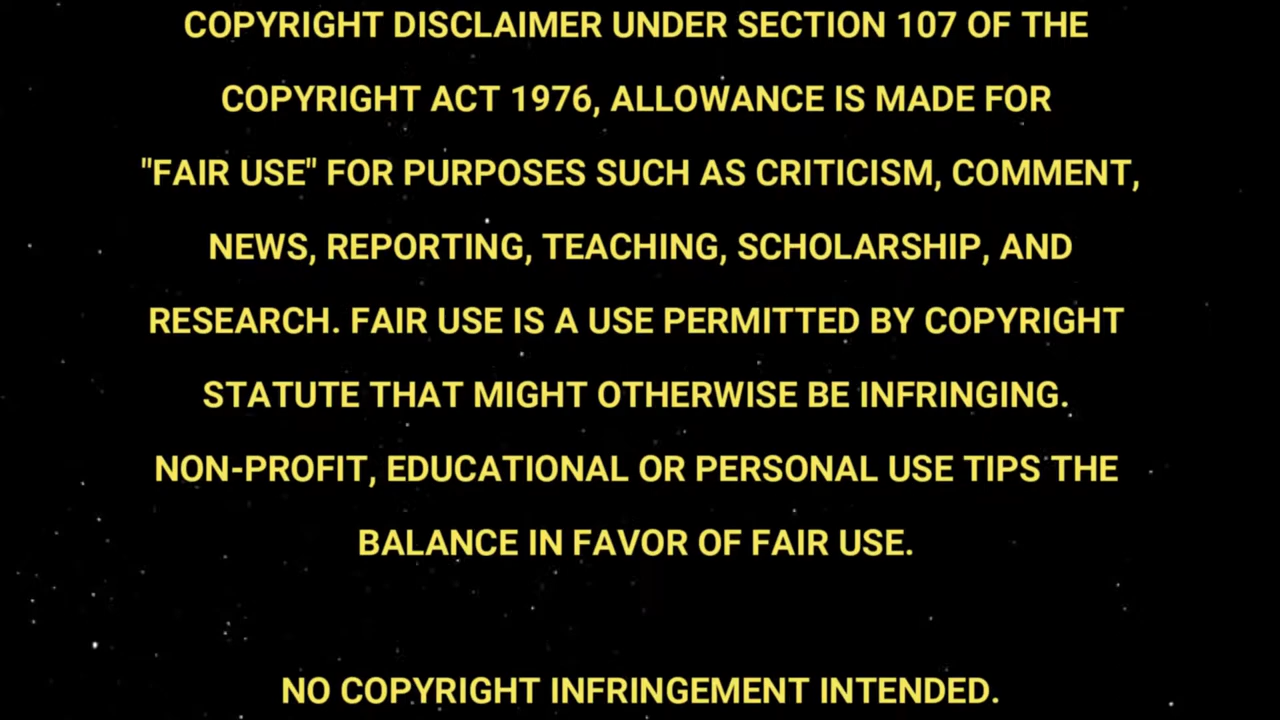 COPYRIGHT DISCLAIMER UNDER SECTION 107 OF THE
COPYRIGHT ACT 1976, ALLOWANCE IS MADE FOR
"FAIR USE" FOR PURPOSES SUCH AS CRITICISM, COMMENT,
NEWS, REPORTING, TEACHING, SCHOLARSHIP, AND
RESEARCH. FAIR USE IS A USE PERMITTED BY COPYRIGHT
STATUTE THAT MIGHT OTHERWISE BE INFRINGING.
NON-PROFIT, EDUCATIONAL OR PERSONAL USE TIPS THE
BALANCE IN FAVOR OF FAIR USE.
NO COPYRIGHT INFRINGEMENT INTENDED.